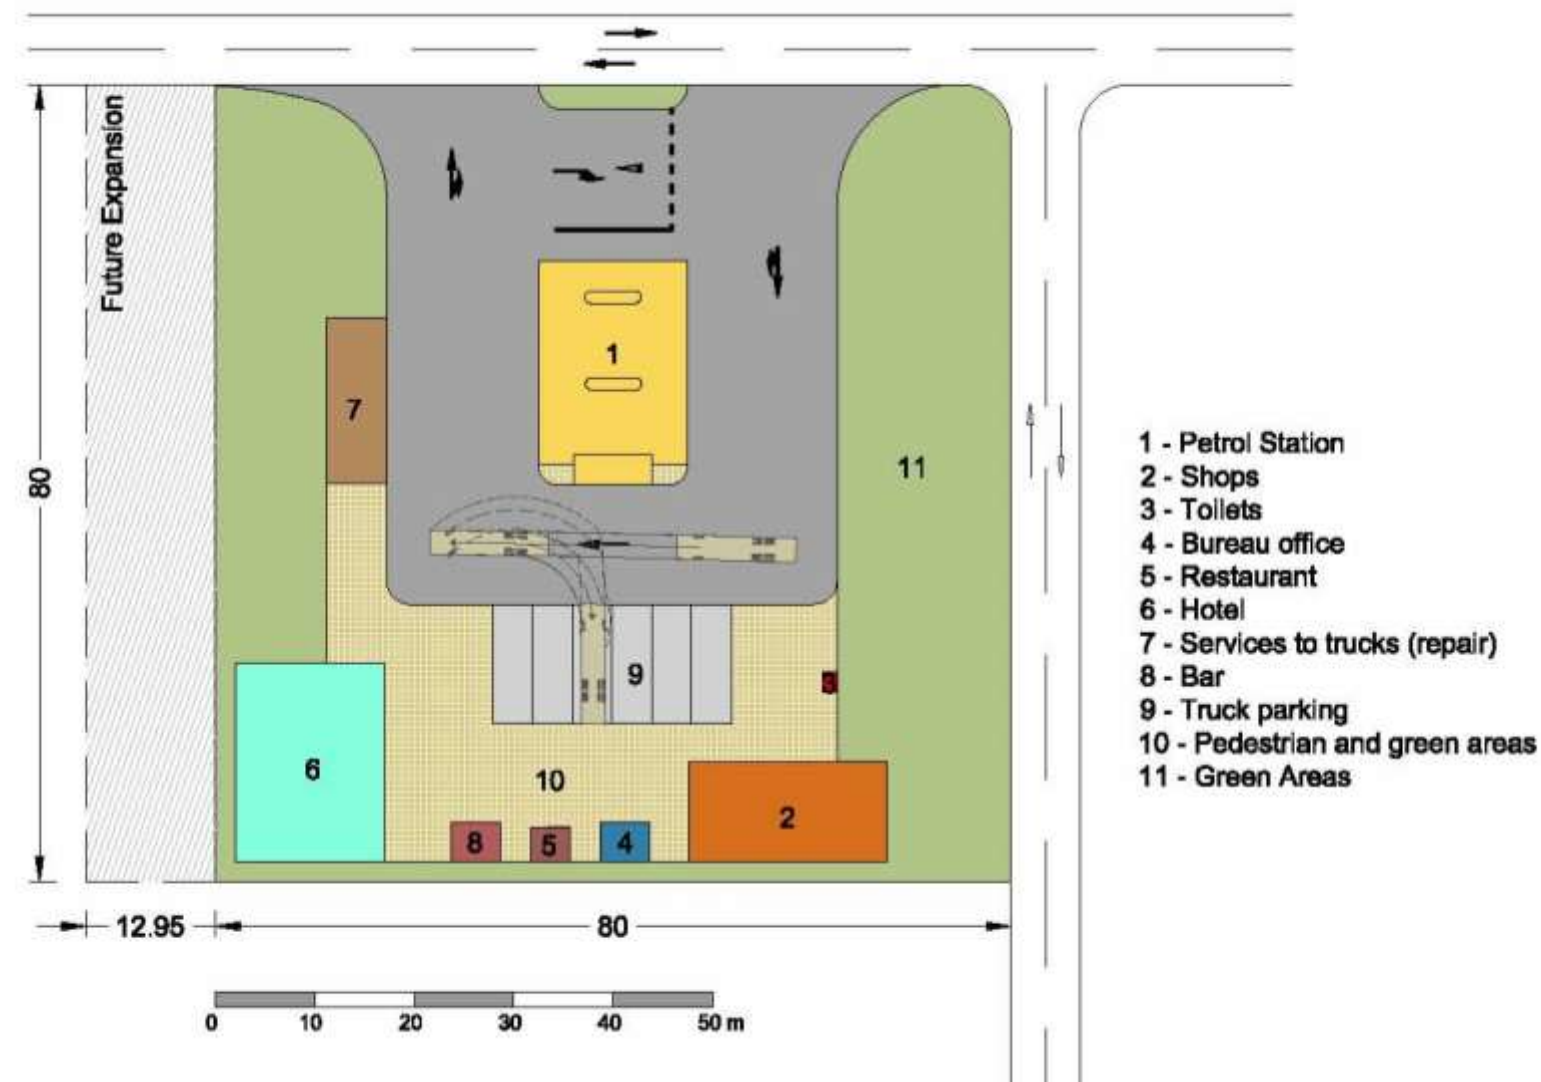 Future Expansion
80
1
7
11
9
3
6
10
2
8
5
4
12.95
80
0 10 20 30 40 50 m
1 - Petrol Station
2 - Shops
3 - Toilets
4 - Bureau office
5 - Restaurant
6 - Hotel
7 - Services to trucks (repair)
8 - Bar
9 - Truck parking
10 - Pedestrian and green areas
11 - Green Areas